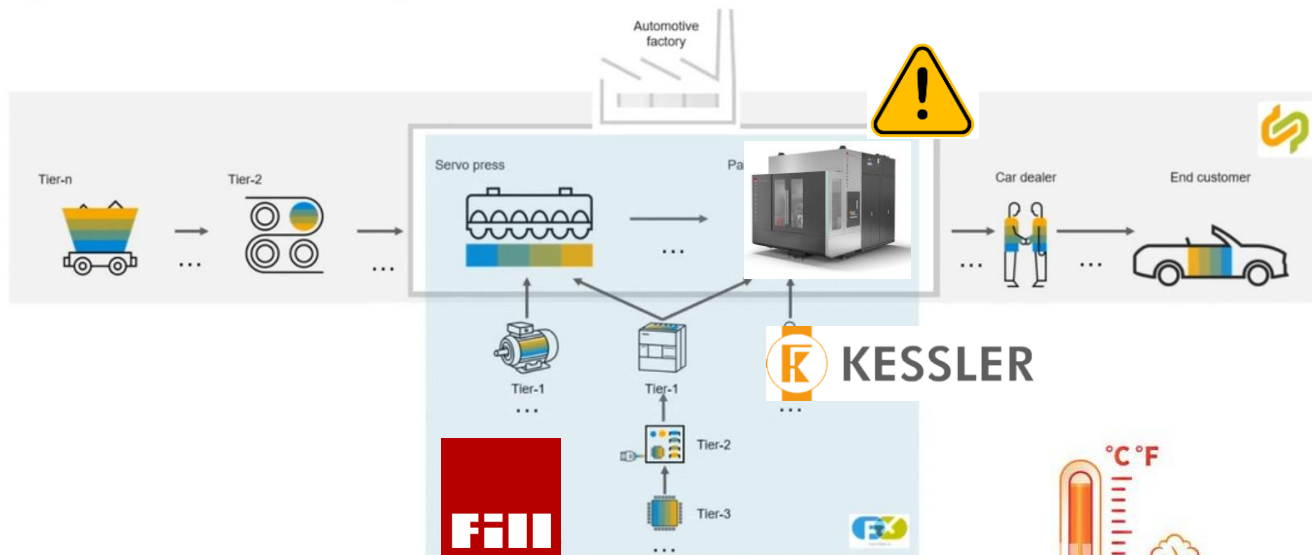 Automotive
factory
Servo press
Pa
Tier-n
Tier-2
Car dealer
End customer
...
...
...
...
...
Tier-1
...
Tier-1
KESSLER
...
Tier-2
Tier-3
...
Fill
°C °F